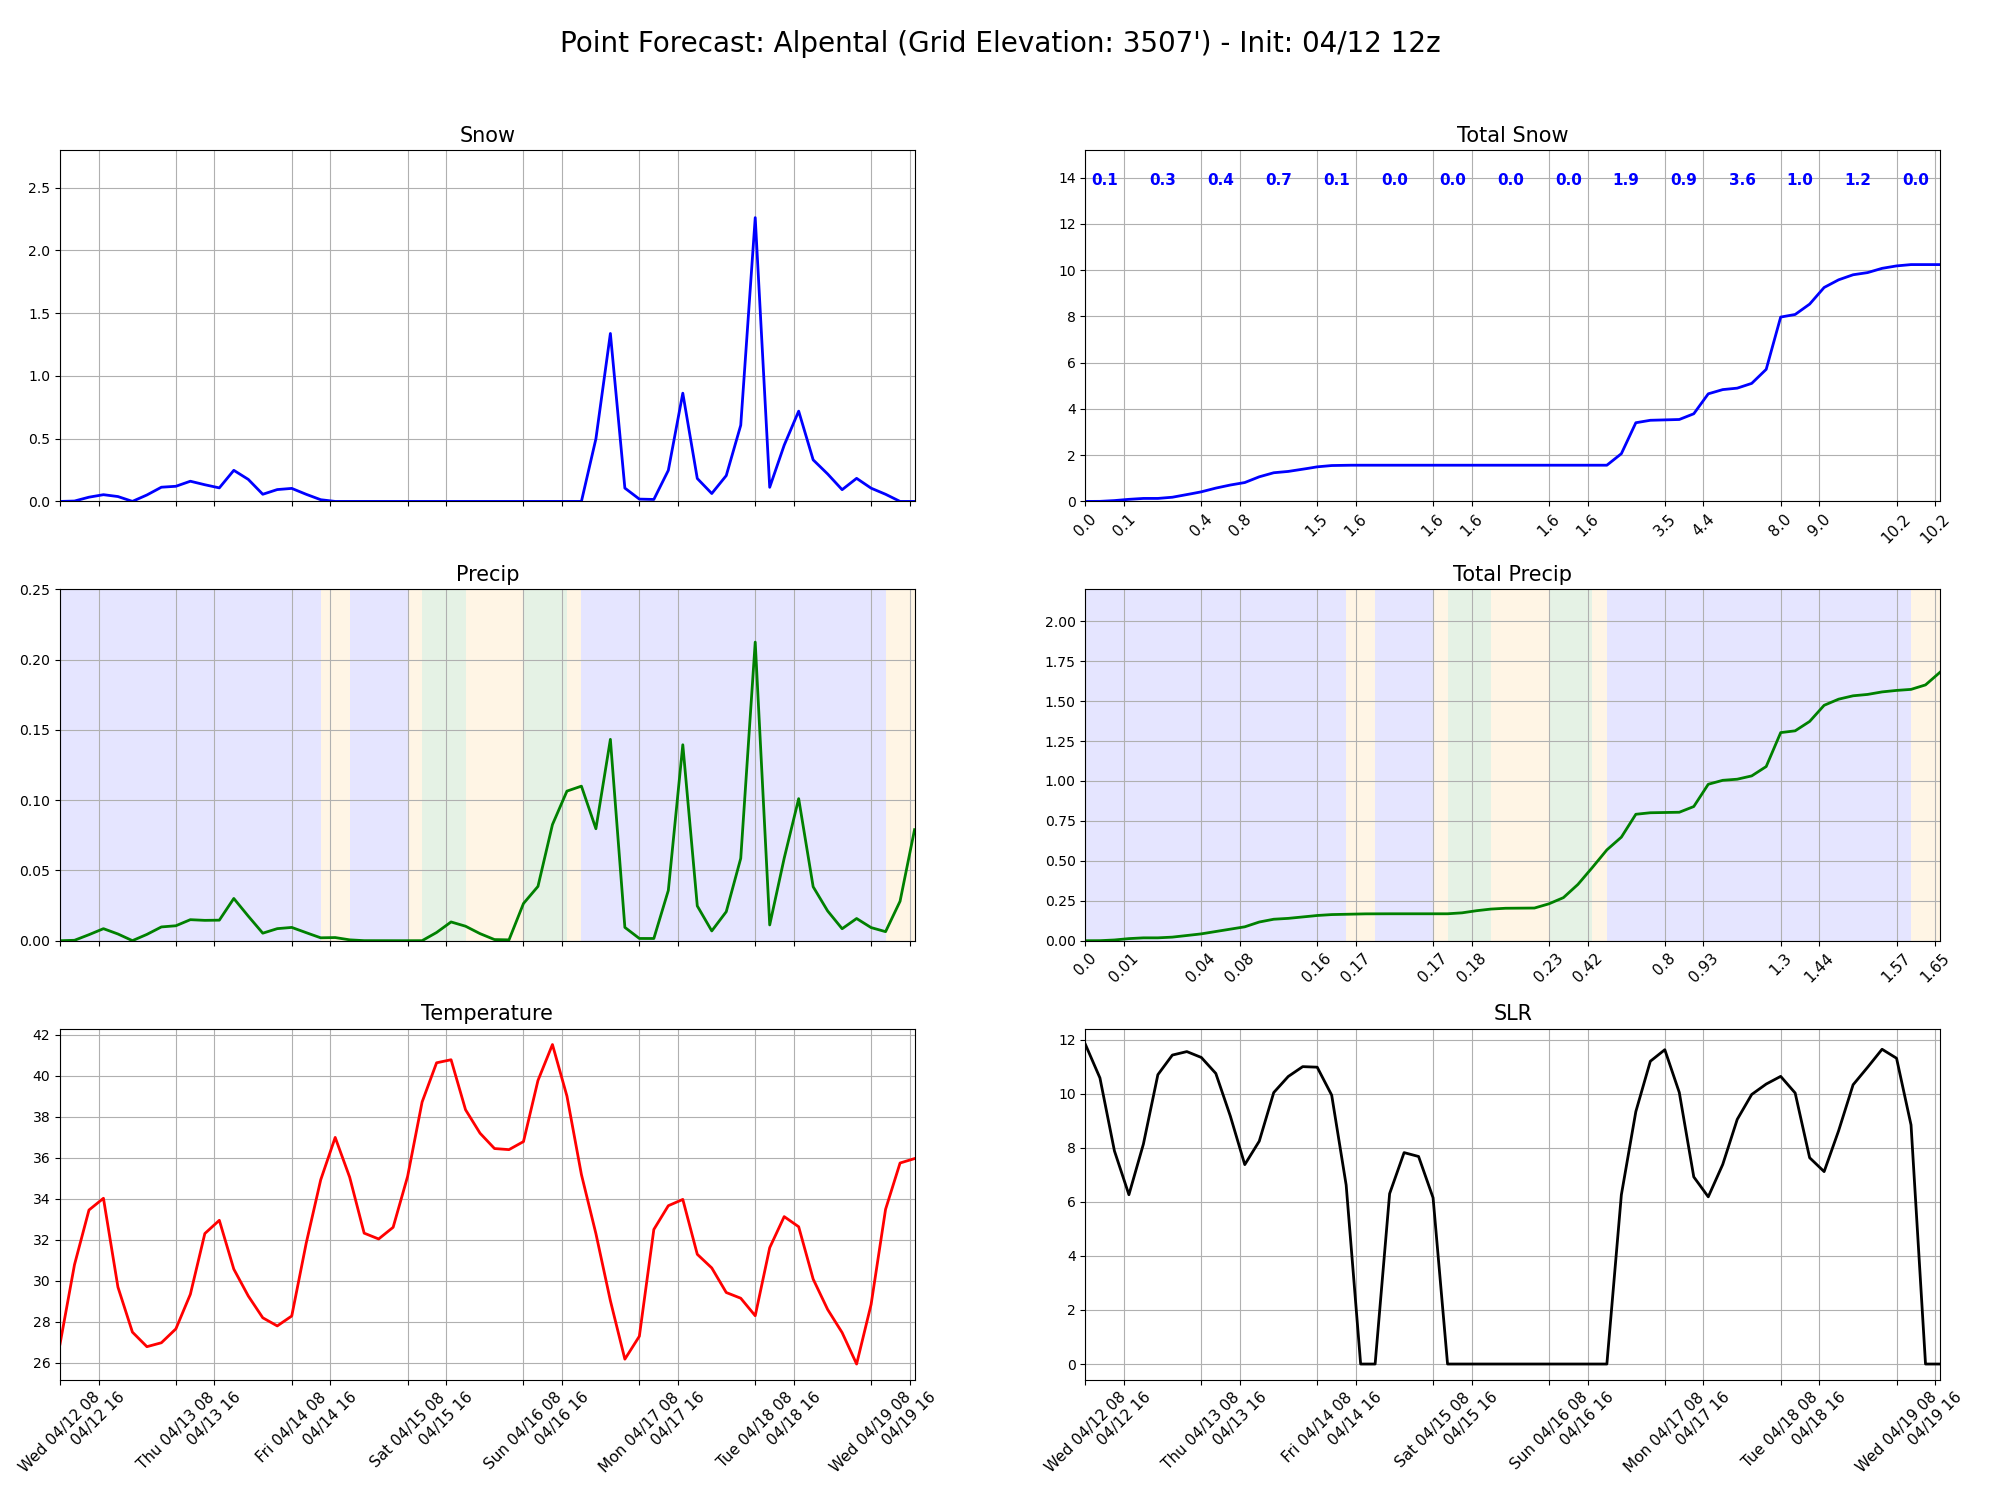 Point Forecast: Alpental (Grid Elevation: 3507') - Init: 04/12 12z
Snow
2.5
2.0
1.5
1.0
0.5
0.0
Total Snow
14
12
10
8
6
4
2
0
0.1 0.3 0.4 0.7 0.1 0.0 0.0 0.0 0.0 1.9 0.9 3.6 1.0 1.2 0.0
0.0 0.1 0.4 0.8 1.5 1.6 1.6 1.6 1.6 1.6 3.5 4.4 8.0 9.0 10.2 10.2
Precip
0.25
0.20
0.15
0.10
0.05
0.00
Total Precip
2.00
1.75
1.50
1.25
1.00
0.75
0.50
0.25
0.00
0.0 0.01 0.04 0.08 0.16 0.17 0.17 0.18 0.23 0.42 0.8 0.93 1.3 1.44 1.57 1.65
Temperature
42
40
38
36
34
32
30
28
26
Wed 04/12 08
04/12 16
Thu 04/13 08
04/13 16
Fri 04/14 08
04/14 16
Sat 04/15 08
04/15 16
Sun 04/16 08
04/16 16
Mon 04/17 08
04/17 16
Tue 04/18 08
04/18 16
Wed 04/19 08
04/19 16
SLR
12
10
8
6
4
2
0
Wed 04/12 08
04/12 16
Thu 04/13 08
04/13 16
Fri 04/14 08
04/14 16
Sat 04/15 08
04/15 16
Sun 04/16 08
04/16 16
Mon 04/17 08
04/17 16
Tue 04/18 08
04/18 16
Wed 04/19 08
04/19 16